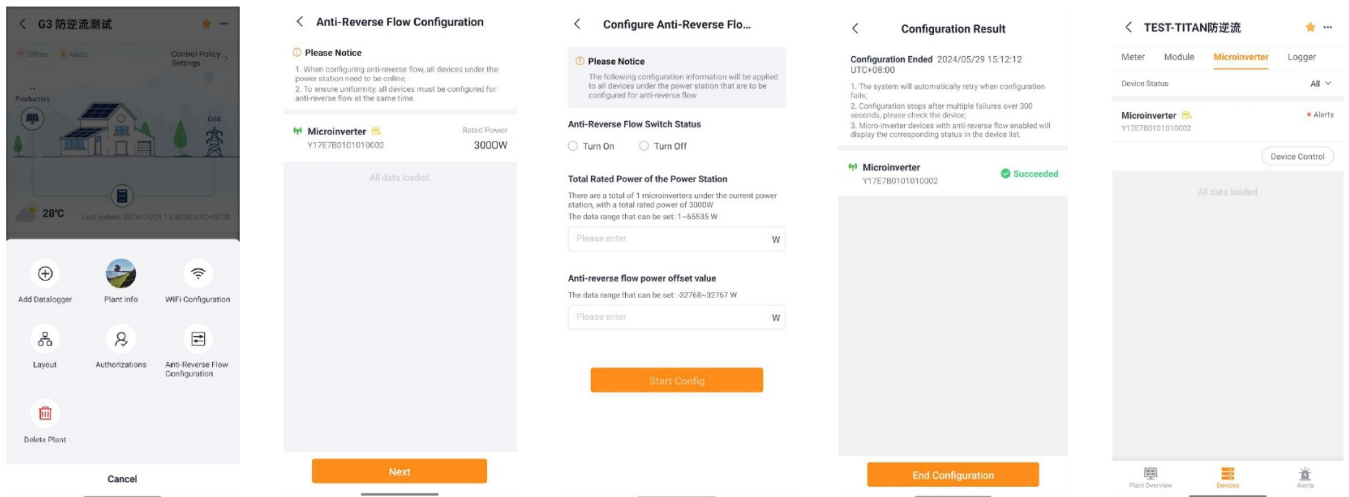 G3 防逆流测试
Offline
Alerts
Control Policy
Settings
--
Production
Grid
28°C
Last update: 2024/05/29 13:40:00 UTC+08:00
Add Datalogger
Plant info
WiFi Configuration
Layout
Authorizations
Anti-Reverse Flow
Configuration
Delete Plant
Cancel
Anti-Reverse Flow Configuration
Please Notice
1. When configuring anti-reverse flow, all devices under the
power station need to be online;
2. To ensure uniformity, all devices must be configured for
anti-reverse flow at the same time.
Microinverter
Rated Power
Y17E7B0101010002
3000W
All data loaded
Next
Configure Anti-Reverse Flo...
Please Notice
The following configuration information will be applied
to all devices under the power station that are to be
configured for anti-reverse flow
Anti-Reverse Flow Switch Status
Turn On
Turn Off
Total Rated Power of the Power Station
There are a total of 1 microinverters under the current power
station, with a total rated power of 3000W
The data range that can be set: 1~65535 W
Please enter
W
Anti-reverse flow power offset value
The data range that can be set: -32768~32767 W
Please enter
W
Start Config
Configuration Result
Configuration Ended 2024/05/29 15:12:12
UTC+08:00
1. The system will automatically retry when configuration
fails;
2. Configuration stops after multiple failures over 300
seconds, please check the device;
3. Micro-inverter devices with anti-reverse flow enabled will
display the corresponding status in the device list.
Microinverter
Y17E7B0101010002
Succeeded
End Configuration
TEST-TITAN防逆流
Meter
Module
Microinverter
Logger
Device Status
All
Microinverter
Alerts
Y17E7B0101010002
Device Control
All data loaded
Plant Overview
Devices
Alerts